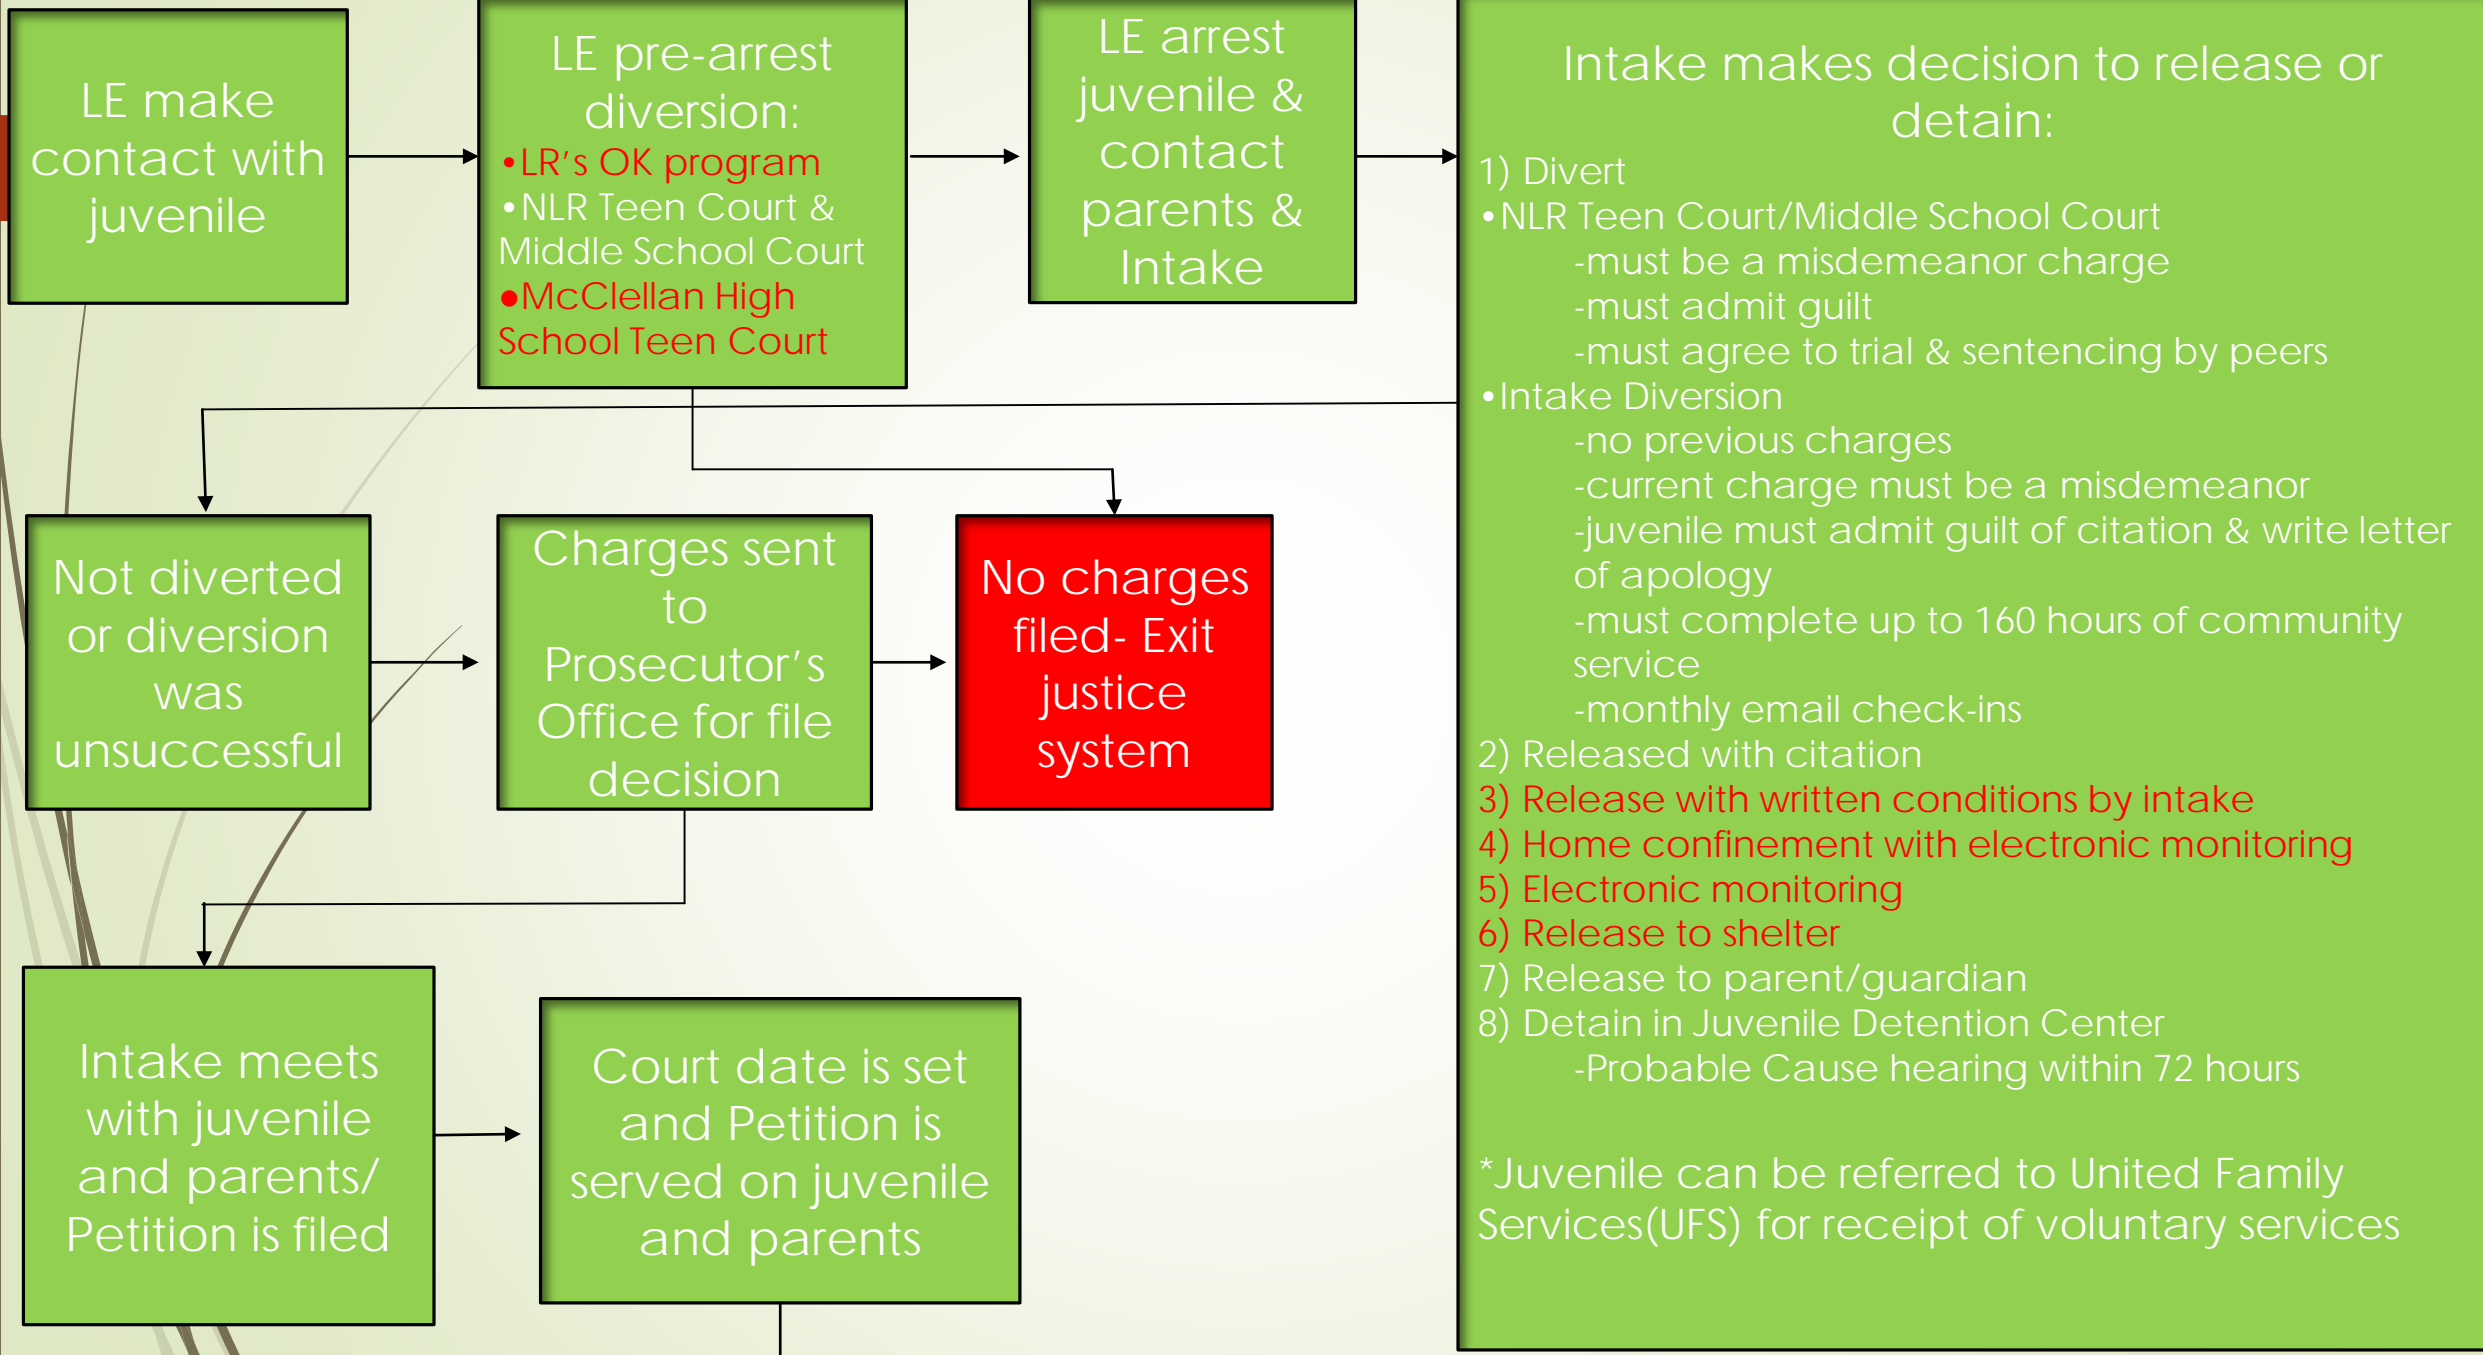 LE make
contact with
juvenile
LE pre-arrest
diversion:
•LR's OK program
•NLR Teen Court &
Middle School Court
●McClellan High
School Teen Court
LE arrest
juvenile &
contact
parents &
Intake
Intake makes decision to release or
detain:
1) Divert
•NLR Teen Court/Middle School Court
-must be a misdemeanor charge
-must admit guilt
-must agree to trial & sentencing by peers
•Intake Diversion
-no previous charges
-current charge must be a misdemeanor
-juvenile must admit guilt of citation & write letter
of apology
-must complete up to 160 hours of community
service
-monthly email check-ins
2) Released with citation
3) Release with written conditions by intake
4) Home confinement with electronic monitoring
5) Electronic monitoring
6) Release to shelter
7) Release to parent/guardian
8) Detain in Juvenile Detention Center
-Probable Cause hearing within 72 hours
*Juvenile can be referred to United Family
Services(UFS) for receipt of voluntary services
Not diverted
or diversion
was
unsuccessful
Charges sent
to
Prosecutor's
Office for file
decision
No charges
filed- Exit
justice
system
Intake meets
with juvenile
and parents/
Petition is filed
Court date is set
and Petition is
served on juvenile
and parents